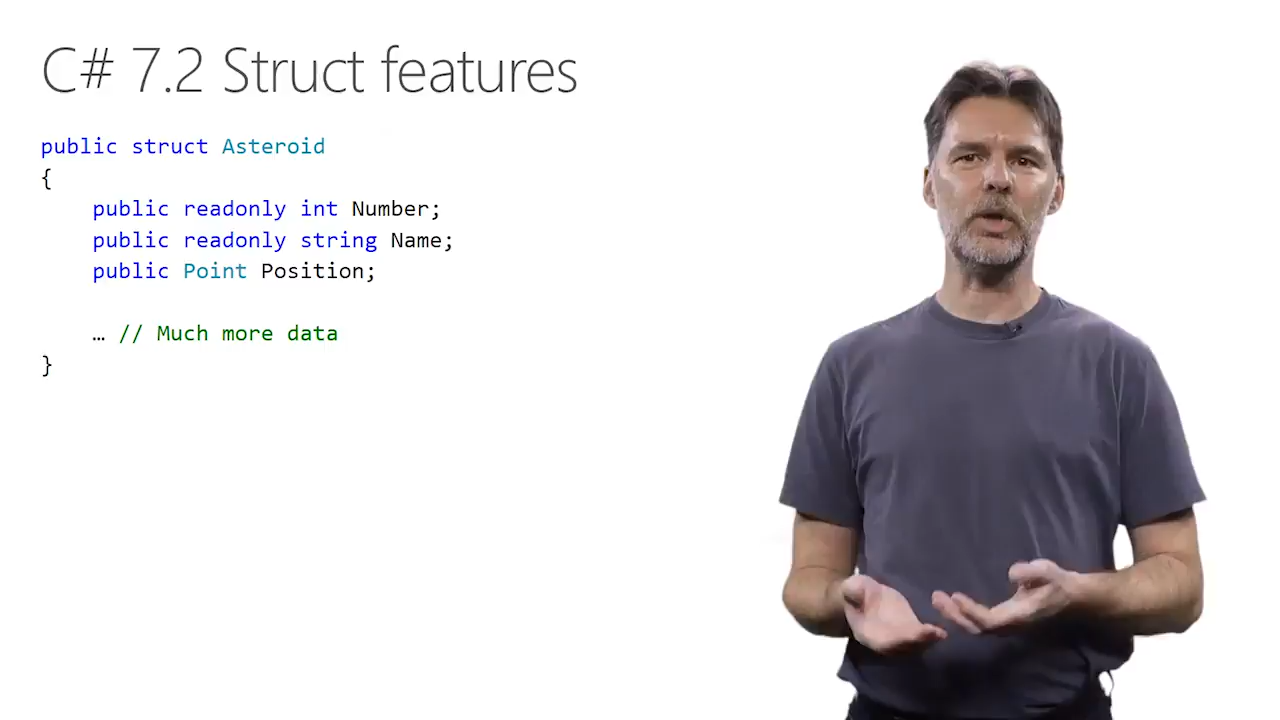 C# 7.2 Struct features
public struct Asteroid
{
public readonly int Number;
public readonly string Name;
public Point Position;
… // Much more data
}